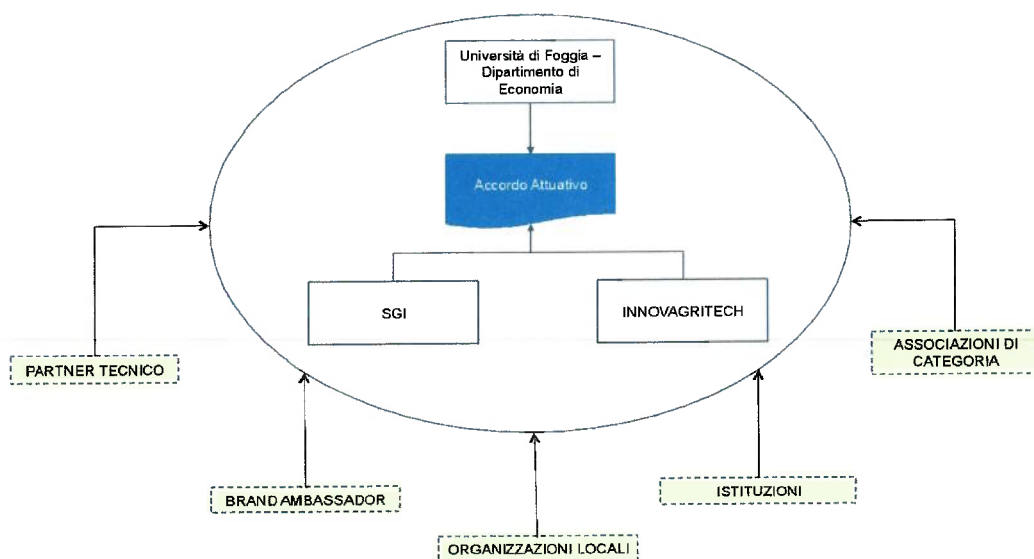 Università di Foggia –
Dipartimento di
Economia
Accordo Attuativo
SGI
INNOVAGRITECH
PARTNER TECNICO
ASSOCIAZIONI DI
CATEGORIA
BRAND AMBASSADOR
ISTITUZIONI
ORGANIZZAZIONI LOCALI